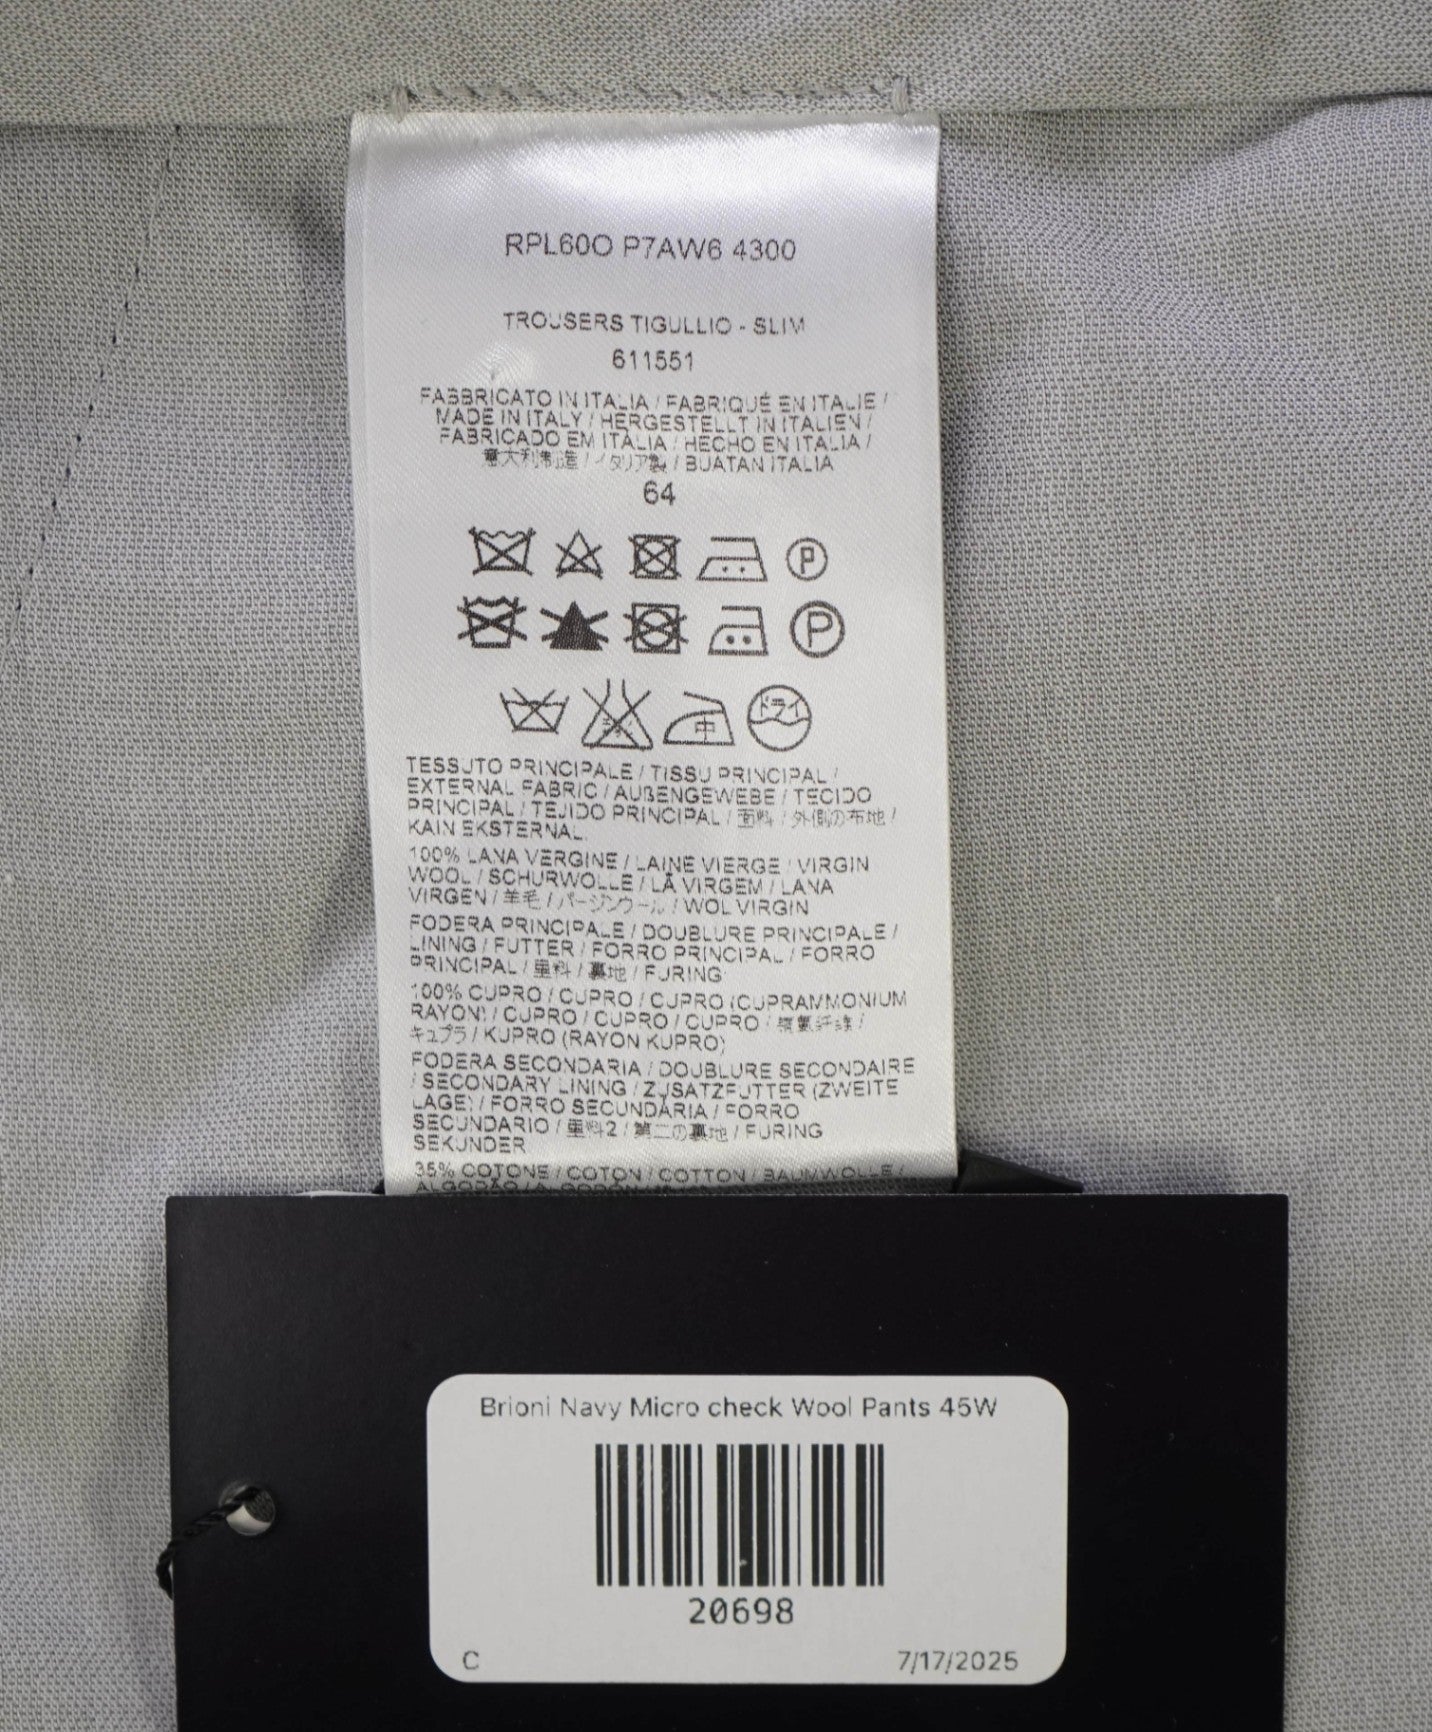 RPL60O P7AW6 4300
TROUSERS TIGULLIO - SLIM
611551
FABBRICATO IN ITALIA / FABRIQUÉ EN ITALIE /
MADE IN ITALY / HERGESTELLT IN ITALIEN /
FABRICADO EM ITÀLIA / HECHO EN ITALIA /
意大利制造 / イタリア製 / BUATAN ITALIA
64
P
P
中 ドライ
TESSUTO PRINCIPALE / TISSU PRINCIPAL /
EXTERNAL FABRIC / AUßENGEWEBE / TECIDO
PRINCIPAL / TEJIDO PRINCIPAL / 面料 / 外側の布地 /
KAIN EKSTERNAL
100% LANA VERGINE / LAINE VIERGE / VIRGIN
WOOL / SCHURWOLLE / LÃ VIRGEM / LANA
VIRGEN / 羊毛 / バージンウール / WOL VIRGIN
FODERA PRINCIPALE / DOUBLURE PRINCIPALE /
LINING / FUTTER / FORRO PRINCIPAL / FORRO
PRINCIPAL / 里料 / 裏地 / FURING
100% CUPRO / CUPRO / CUPRO (CUPRAMMONIUM
RAYON) / CUPRO / CUPRO / CUPRO / /
キュプラ / KUPRO (RAYON KUPRO)
FODERA SECONDARIA / DOUBLURE SECONDAIRE
/ SECONDARY LINING / ZUSATZFUTTER (ZWEITE
LAGE) / FORRO SECUNDÁRIA / FORRO
SECUNDARIO / 里料2 / 第二の裏地 / FURING
SEKUNDER
35% COTONE / COTON / COTTON / BAUMWOLLE /
Brioni Navy Micro check Wool Pants 45W
20698
C 7/17/2025